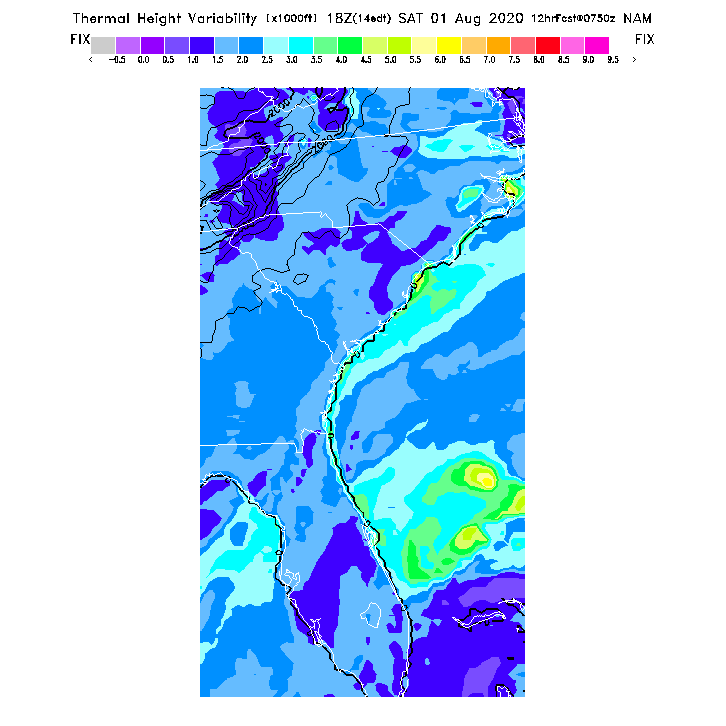 Thermal Height Variability [x1000ft] 18Z(14edt) SAT 01 Aug 2020 12hrFcst@0750z NAM
FIX FIX
< -0.5 0.0 0.5 1.0 1.5 2.0 2.5 3.0 3.5 4.0 4.5 5.0 5.5 6.0 6.5 7.0 7.5 8.0 8.5 9.0 9.5 >